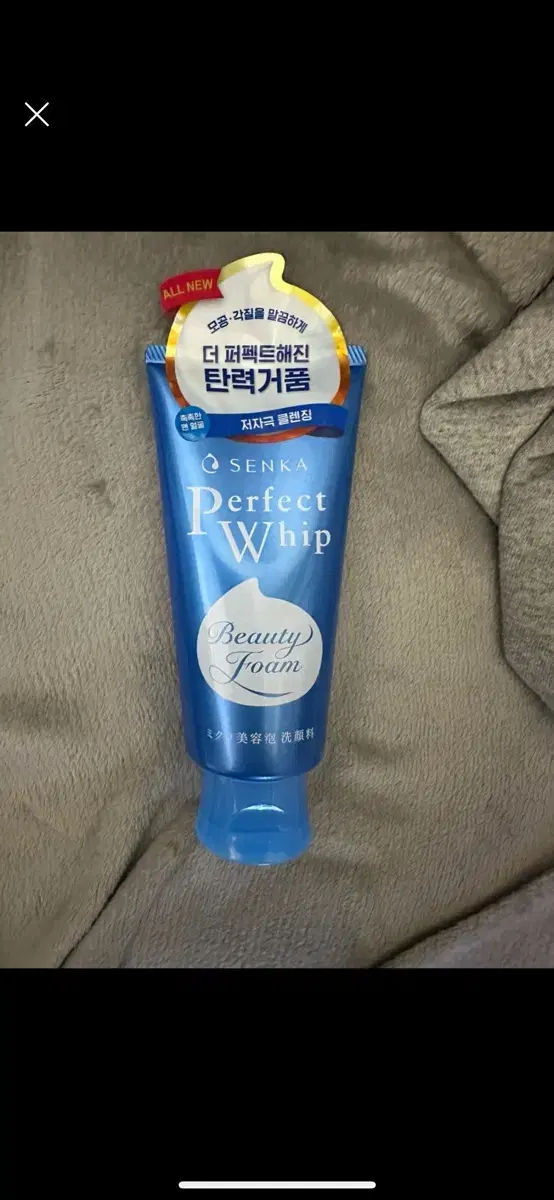 ALL NEW
모공·각질을 말끔하게
더 퍼펙트해진
탄력거품
촉촉한
맨 얼굴
저자극 클렌징
SENKA
Perfect
Whip
Beauty
Foam
ミクロ美容泡 洗顔料